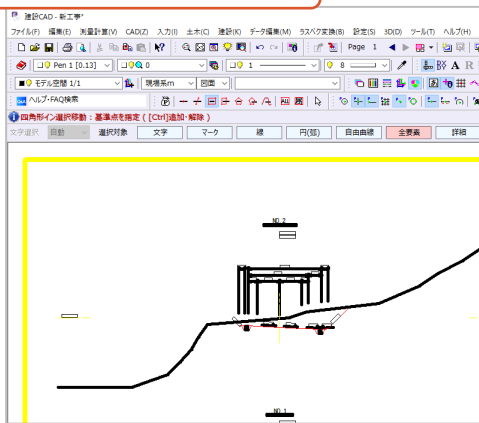 建設CAD - 新工事*
ファイル(F) 編集(E) 測量計算(V) CAD(Z) 入力(I) 土木(C) 建設(K) データ編集(M) ラスベク変換(B) 設定(S) 3D(D) ツール(T) ヘルプ(H)
Page 1
Pen 1 [0.13] 0 1 8 BY A R
モデル空間 1/1 現場系m 図面
ヘルプ・FAQ検索
四角形イン選択移動:基準点を指定([Ctrl]追加・解除)
文字選択 自動 選択対象 文字 マーク 線 円(弧) 自由曲線 全要素 詳細
NO.2
NO.1